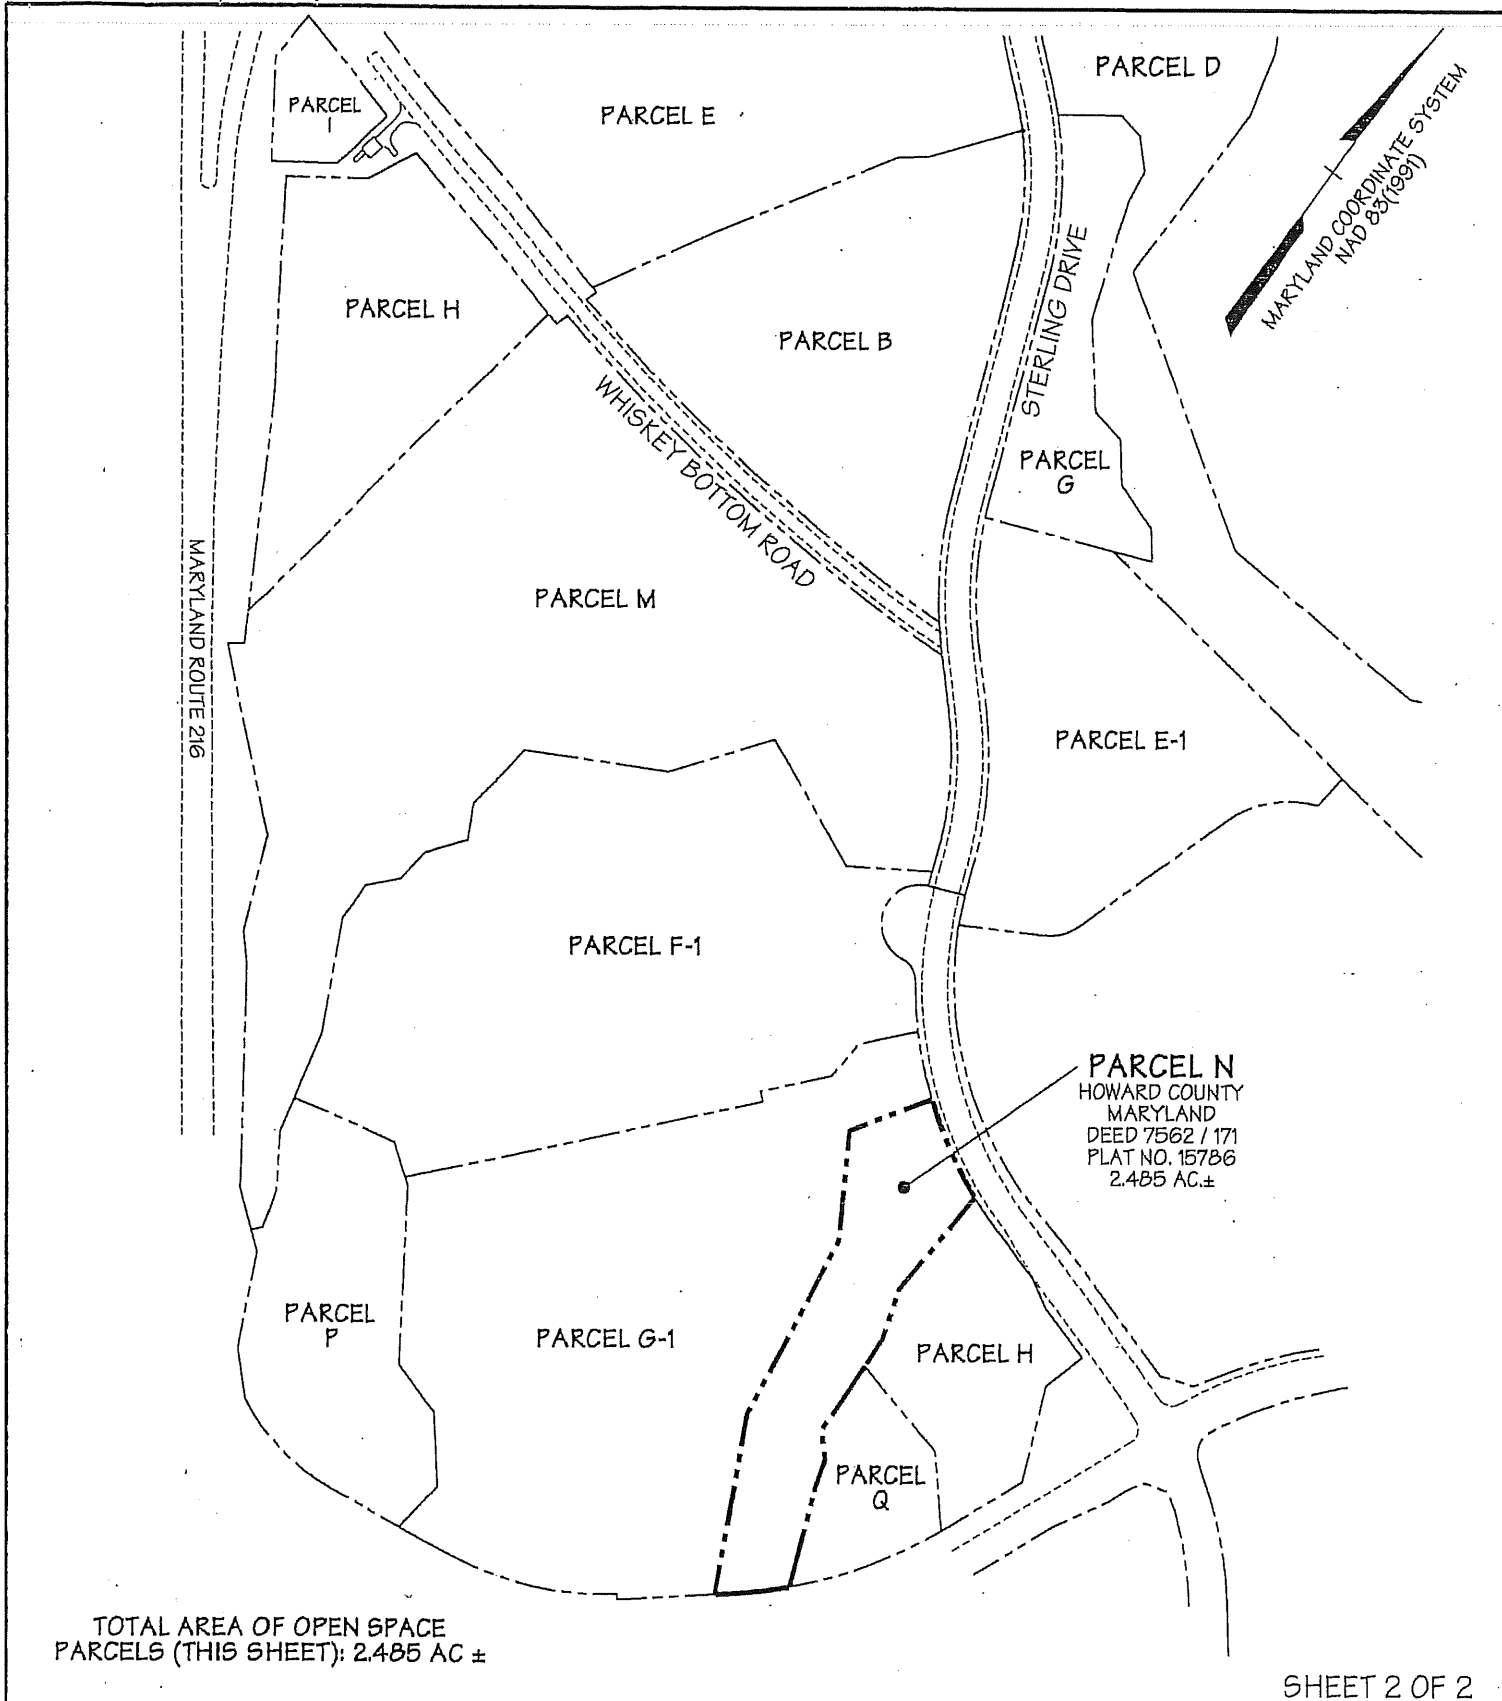 PARCEL D
PARCEL
I
PARCEL E
MARYLAND COORDINATE SYSTEM
NAD 83(1991)
PARCEL H
PARCEL B
STERLING DRIVE
WHISKEY BOTTOM ROAD
PARCEL
G
MARYLAND ROUTE 216
PARCEL M
PARCEL E-1
PARCEL F-1
PARCEL N
HOWARD COUNTY
MARYLAND
DEED 7562 / 171
PLAT NO. 15786
2.485 AC.±
PARCEL
P
PARCEL G-1
PARCEL H
PARCEL
Q
TOTAL AREA OF OPEN SPACE
PARCELS (THIS SHEET): 2.485 AC ±
SHEET 2 OF 2